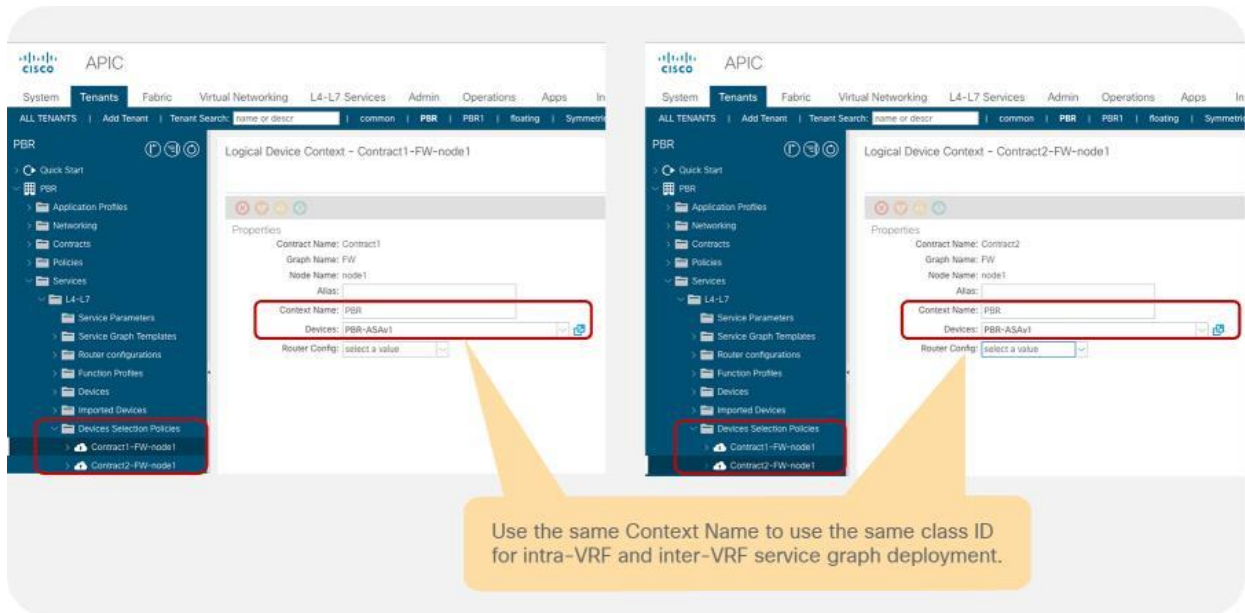 CISCO APIC
System Tenants Fabric Virtual Networking L4-L7 Services Admin Operations Apps In
ALL TENANTS | Add Tenant | Tenant Search: name or descr | common | PBR | PBR1 | floating | Symmetric
PBR
Quick Start
PBR
Application Profiles
Networking
Contracts
Policies
Services
L4-L7
Service Parameters
Service Graph Templates
Router configurations
Function Profiles
Devices
Imported Devices
Devices Selection Policies
Contract1-FW-node1
Contract2-FW-node1
Logical Device Context - Contract1-FW-node1
Properties
Contract Name: Contract1
Graph Name: FW
Node Name: node1
Alias:
Context Name: PBR
Devices: PBR-ASAv1
Router Config: select a value
CISCO APIC
System Tenants Fabric Virtual Networking L4-L7 Services Admin Operations Apps In
ALL TENANTS | Add Tenant | Tenant Search: name or descr | common | PBR | PBR1 | floating | Symmetric
PBR
Quick Start
PBR
Application Profiles
Networking
Contracts
Policies
Services
L4-L7
Service Parameters
Service Graph Templates
Router configurations
Function Profiles
Devices
Imported Devices
Devices Selection Policies
Contract1-FW-node1
Contract2-FW-node1
Logical Device Context - Contract2-FW-node1
Properties
Contract Name: Contract2
Graph Name: FW
Node Name: node1
Alias:
Context Name: PBR
Devices: PBR-ASAv1
Router Config: select a value
Use the same Context Name to use the same class ID
for intra-VRF and inter-VRF service graph deployment.